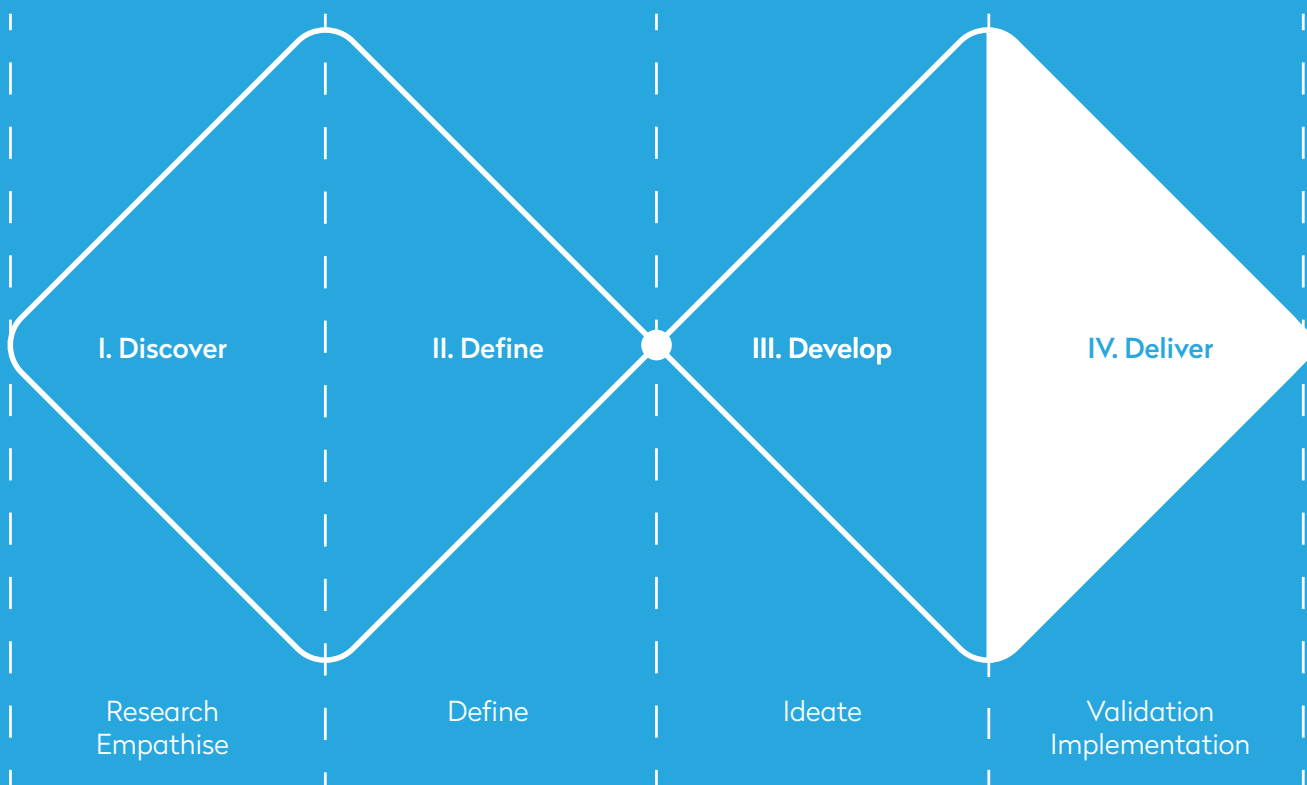 I. Discover
II. Define
III. Develop
IV. Deliver
Research
Empathise
Define
Ideate
Validation
Implementation